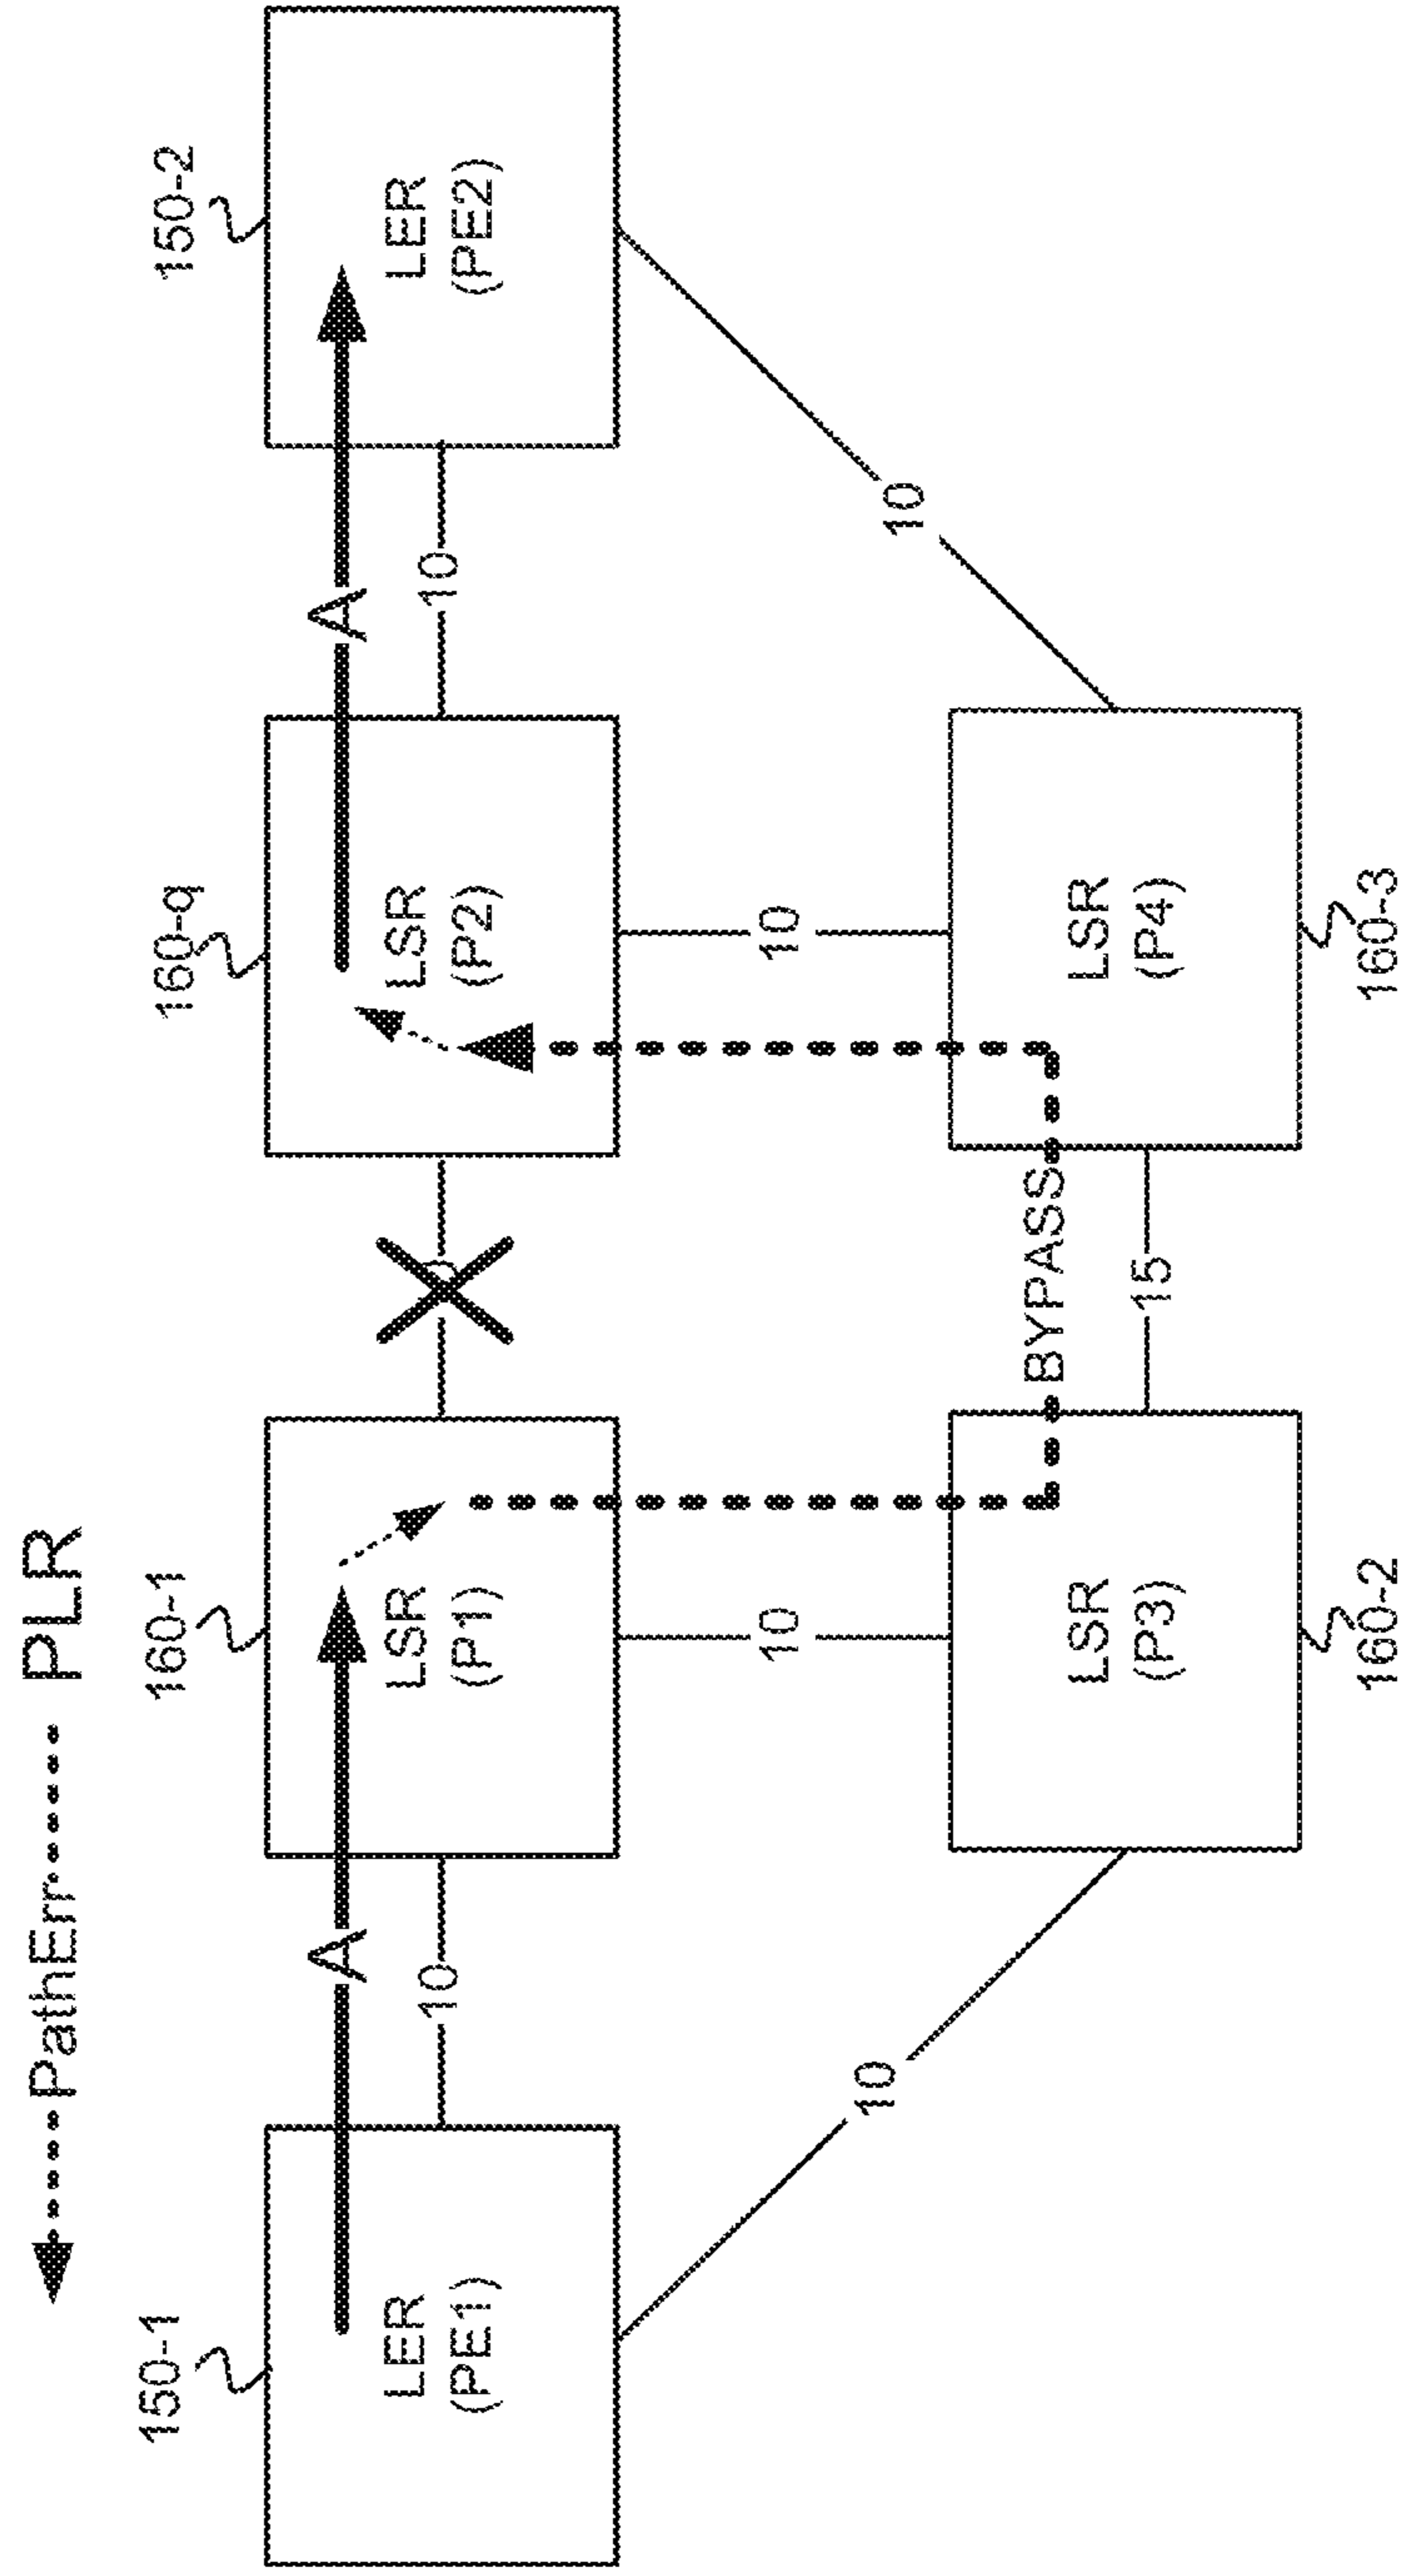 PathErr
PLR
150-1
160-1
160-q
150-2
A
A
LER
(PE1)
10
LSR
(P1)
LSR
(P2)
10
LER
(PE2)
10
10
10
10
BYPASS
LSR
(P3)
15
LSR
(P4)
160-2
160-3